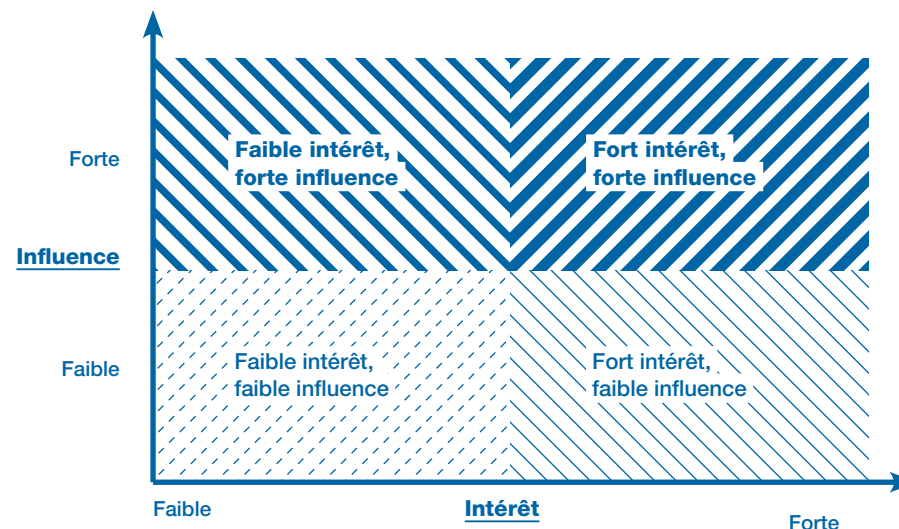 Forte
Faible intérêt,
forte influence
Fort intérêt,
forte influence
Influence
Faible
Faible intérêt,
faible influence
Fort intérêt,
faible influence
Faible
Intérêt
Forte